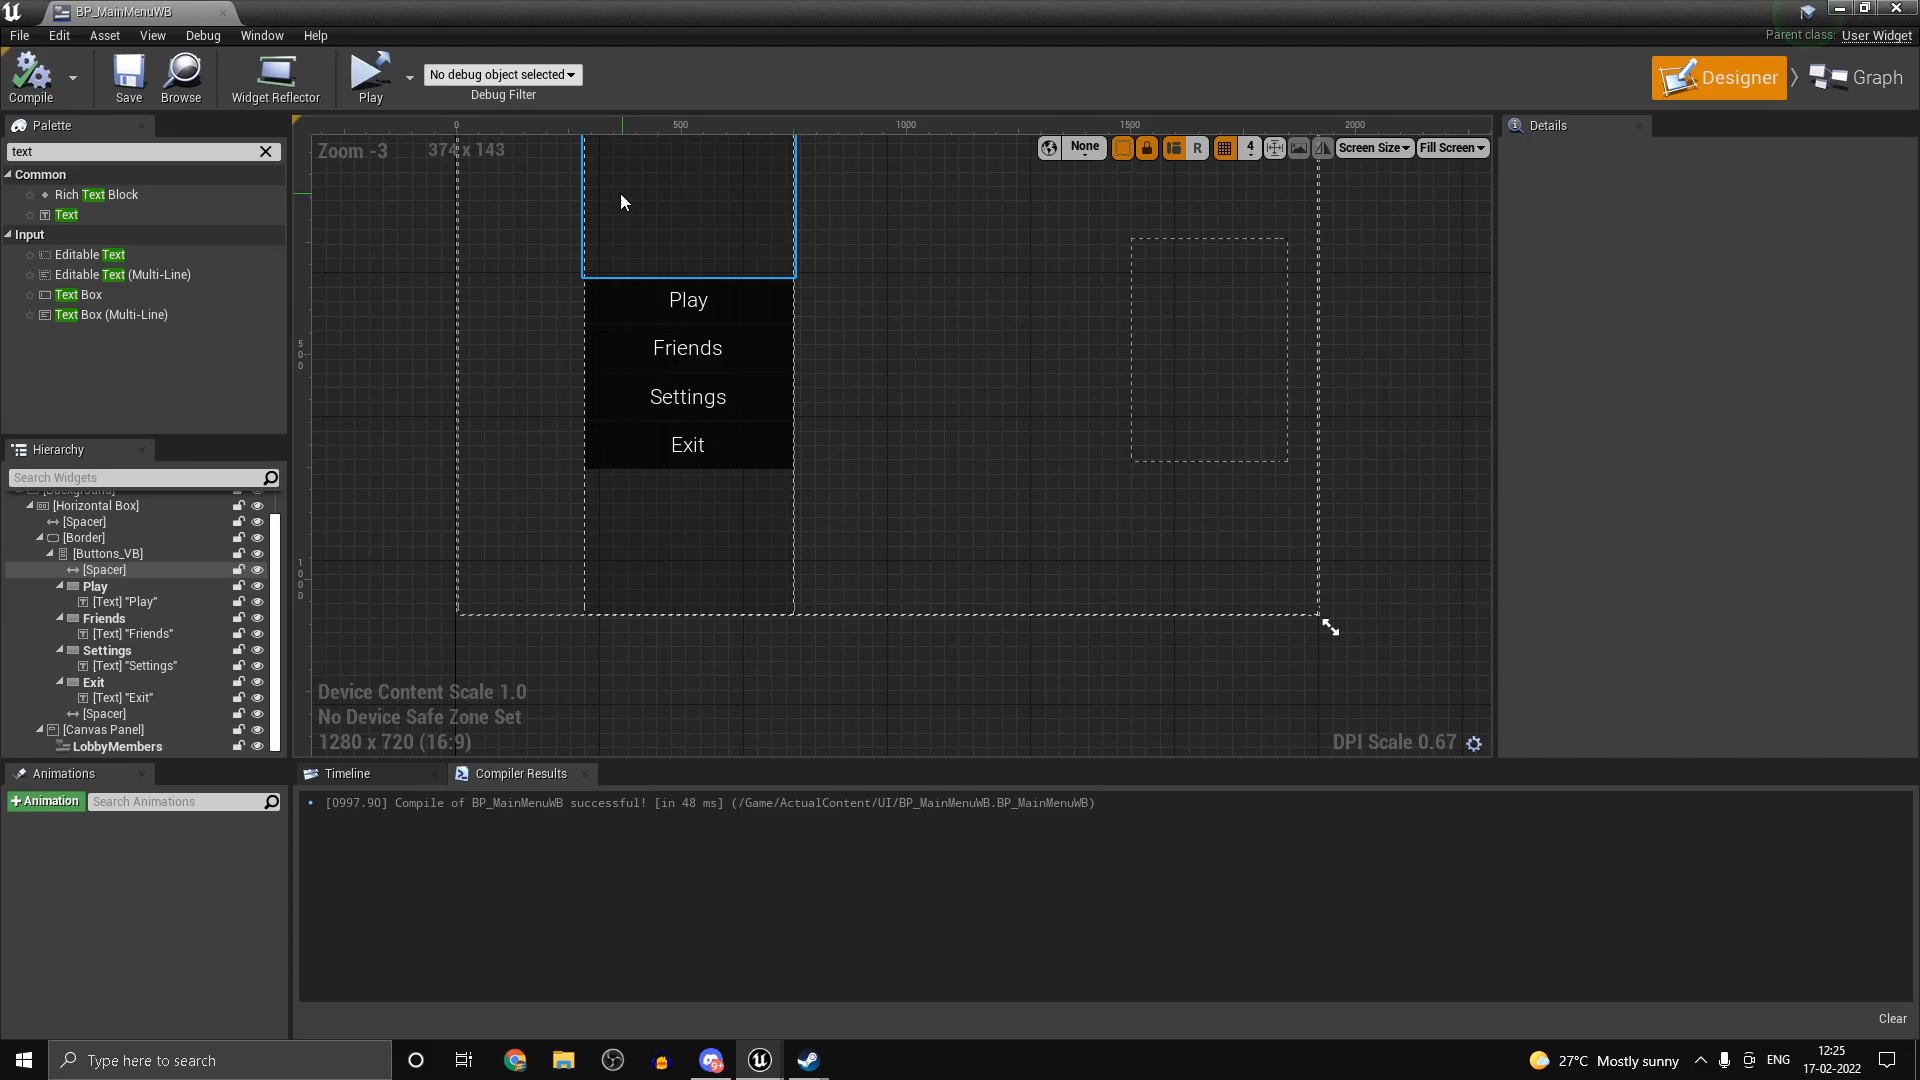 BP_MainMenuWB
File Edit Asset View Debug Window Help
Parent class: User Widget
Compile
Save
Browse
Widget Reflector
Play
No debug object selected
Debug Filter
Designer
Graph
Palette
text
Common
Rich Text Block
Text
Input
Editable Text
Editable Text (Multi-Line)
Text Box
Text Box (Multi-Line)
Hierarchy
Search Widgets
[Background]
[Horizontal Box]
[Spacer]
[Border]
[Buttons_VB]
[Spacer]
Play
[Text] "Play"
Friends
[Text] "Friends"
Settings
[Text] "Settings"
Exit
[Text] "Exit"
[Spacer]
[Canvas Panel]
LobbyMembers
Animations
+Animation
Search Animations
0 500 1000 1500 2000
Zoom -3 374 x 143
None
R
4
Screen Size
Fill Screen
500
1000
Play
Friends
Settings
Exit
Device Content Scale 1.0
No Device Safe Zone Set
1280 x 720 (16:9)
DPI Scale 0.67
Details
Timeline
Compiler Results
[0997.90] Compile of BP_MainMenuWB successful! [in 48 ms] (/Game/ActualContent/UI/BP_MainMenuWB.BP_MainMenuWB)
Clear
Type here to search
27°C Mostly sunny
ENG
12:25
17-02-2022